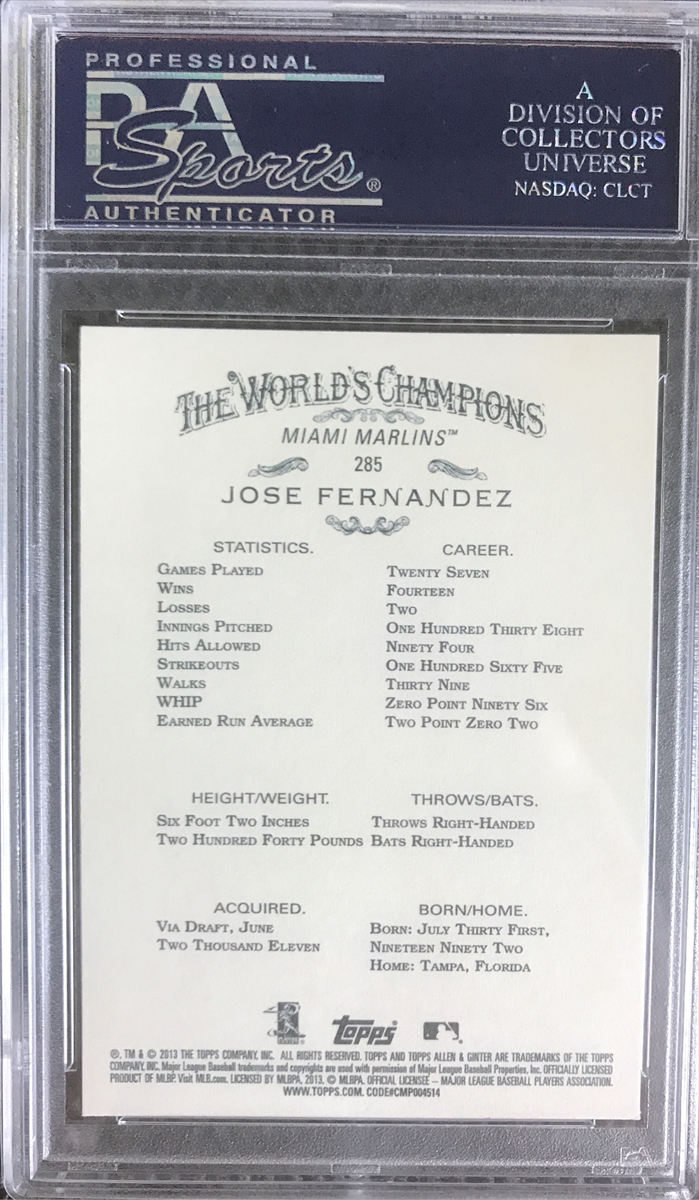 PROFESSIONAL
PSA
Sports®
AUTHENTICATOR
A
DIVISION OF
COLLECTORS
UNIVERSE
NASDAQ: CLCT
THE WORLD'S CHAMPIONS
MIAMI MARLINS™
285
JOSE FERNANDEZ
STATISTICS. CAREER.
GAMES PLAYED TWENTY SEVEN
WINS FOURTEEN
LOSSES TWO
INNINGS PITCHED ONE HUNDRED THIRTY EIGHT
HITS ALLOWED NINETY FOUR
STRIKEOUTS ONE HUNDRED SIXTY FIVE
WALKS THIRTY NINE
WHIP ZERO POINT NINETY SIX
EARNED RUN AVERAGE TWO POINT ZERO TWO
HEIGHT/WEIGHT. THROWS/BATS.
SIX FOOT TWO INCHES THROWS RIGHT-HANDED
TWO HUNDRED FORTY POUNDS BATS RIGHT-HANDED
ACQUIRED. BORN/HOME.
VIA DRAFT, JUNE BORN: JULY THIRTY FIRST,
TWO THOUSAND ELEVEN NINETEEN NINETY TWO
HOME: TAMPA, FLORIDA
topps
®, TM & © 2013 THE TOPPS COMPANY, INC. ALL RIGHTS RESERVED. TOPPS AND TOPPS ALLEN & GINTER ARE TRADEMARKS OF THE TOPPS
COMPANY, INC. Major League Baseball trademarks and copyrights are used with permission of Major League Baseball Properties, Inc. OFFICIALLY LICENSED
PRODUCT OF MLBP. Visit MLB.com. LICENSED BY MLBPA, 2013. © MLBPA. OFFICIAL LICENSEE – MAJOR LEAGUE BASEBALL PLAYERS ASSOCIATION.
WWW.TOPPS.COM. CODE#CMP004514